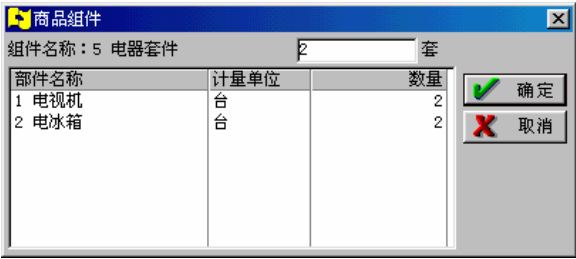 商品组件
组件名称：5 电器套件 2 套
部件名称 计量单位 数量
1 电视机 台 2
2 电冰箱 台 2
确定
取消